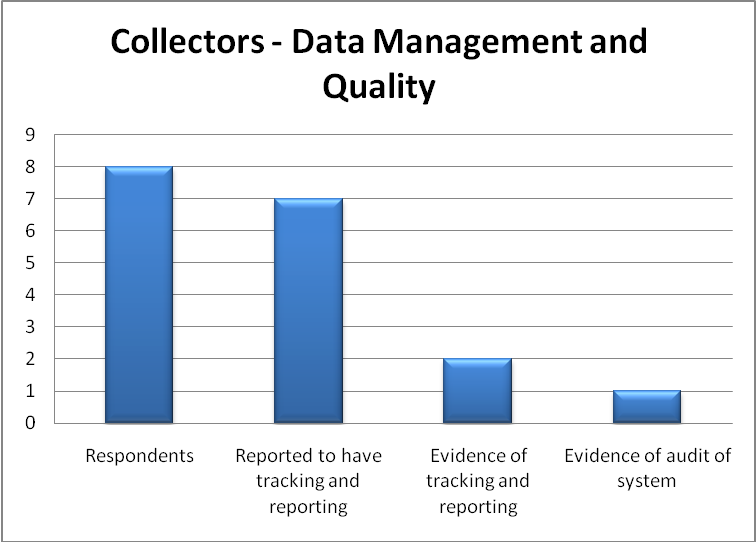 Collectors - Data Management and
Quality
9
8
7
6
5
4
3
2
1
0
Respondents
Reported to have
tracking and
reporting
Evidence of
tracking and
reporting
Evidence of audit of
system